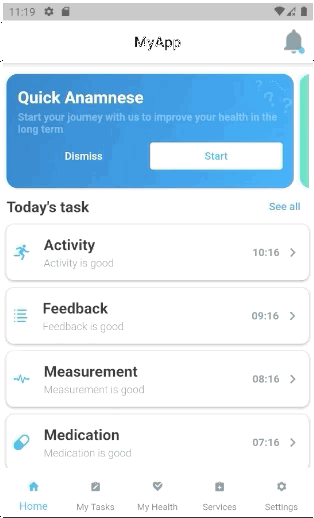 11:19
MyApp
Quick Anamnese
Start your journey with us to improve your health in the
long term
Dismiss
Start
Today's task
See all
Activity
Activity is good
10:16
Feedback
Feedback is good
09:16
Measurement
Measurement is good
08:16
Medication
Medication is good
07:16
Home
My Tasks
My Health
Services
Settings